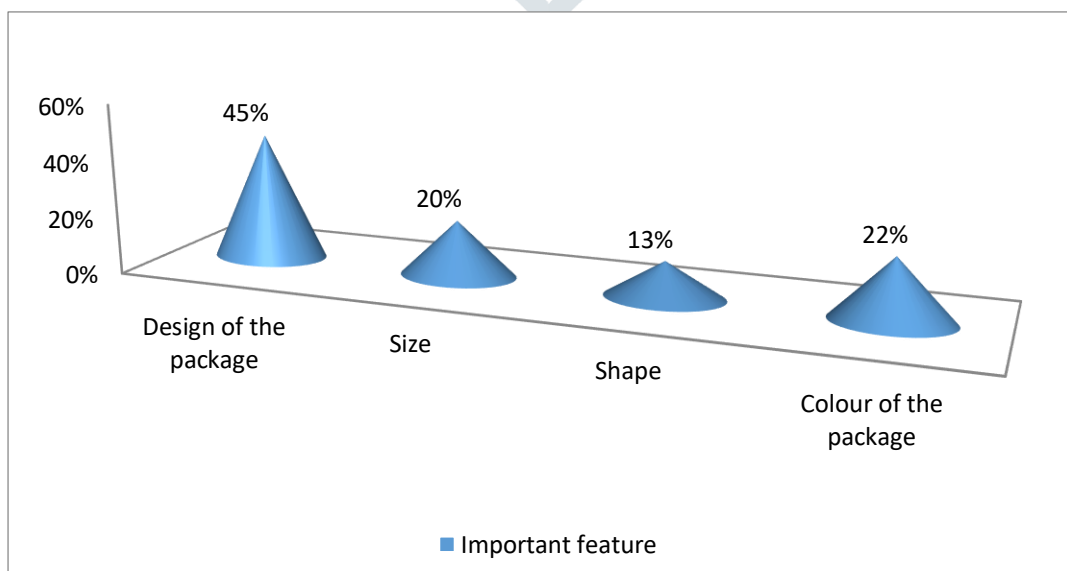 60%
40%
20%
0%
45%
20%
13%
22%
Design of the
package
Size
Shape
Colour of the
package
Important feature